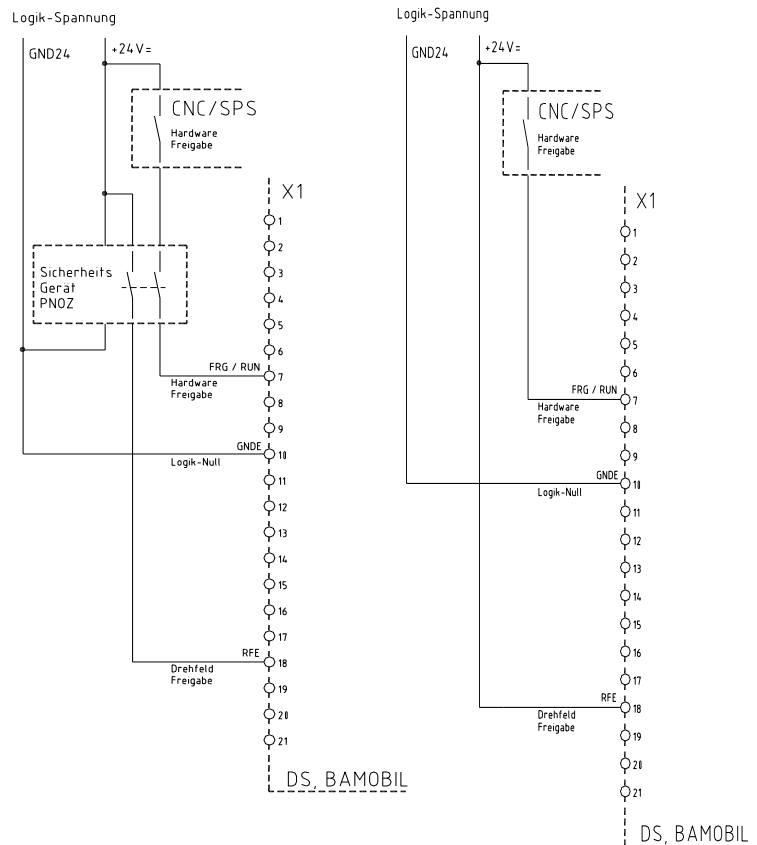 Logik-Spannung
GND24
+24V=
CNC/SPS
Hardware
Freigabe
X1
1
2
3
4
5
6
7
8
9
10
11
12
13
14
15
16
17
18
19
20
21
Sicherheits
Gerät
PNOZ
FRG / RUN
Hardware
Freigabe
GNDE
Logik-Null
RFE
Drehfeld
Freigabe
DS, BAMOBIL
Logik-Spannung
GND24
+24V=
CNC/SPS
Hardware
Freigabe
X1
1
2
3
4
5
6
7
8
9
10
11
12
13
14
15
16
17
18
19
20
21
FRG / RUN
Hardware
Freigabe
GNDE
Logik-Null
RFE
Drehfeld
Freigabe
DS, BAMOBIL